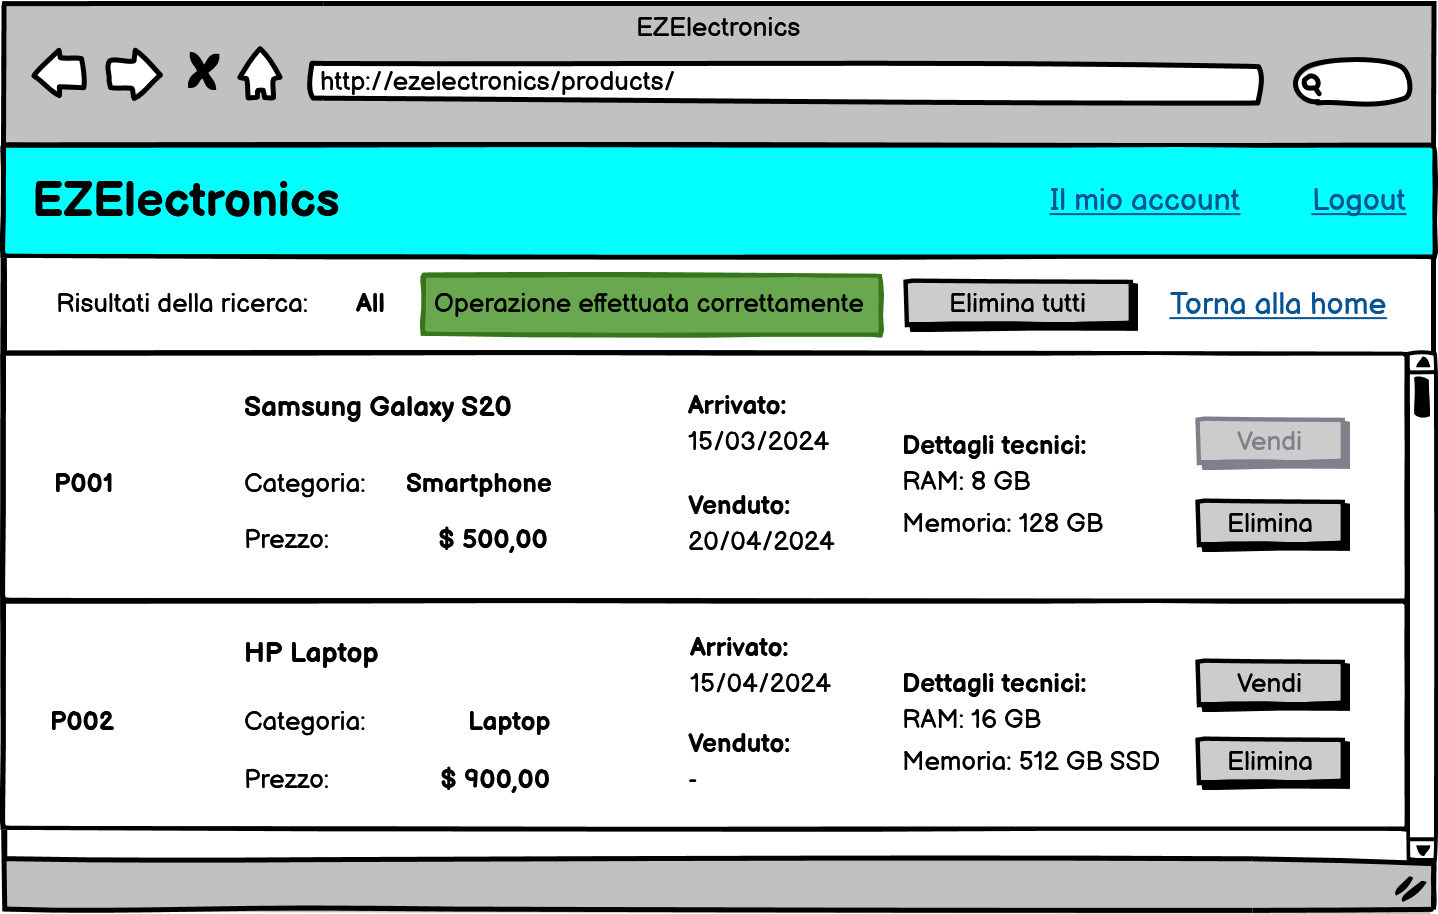 EZElectronics
http://ezelectronics/products/
EZElectronics
Il mio account
Logout
Risultati della ricerca: All
Operazione effettuata correttamente
Elimina tutti
Torna alla home
P001
Samsung Galaxy S20
Categoria: Smartphone
Prezzo: $ 500,00
Arrivato:
15/03/2024
Venduto:
20/04/2024
Dettagli tecnici:
RAM: 8 GB
Memoria: 128 GB
Vendi
Elimina
P002
HP Laptop
Categoria: Laptop
Prezzo: $ 900,00
Arrivato:
15/04/2024
Venduto:
-
Dettagli tecnici:
RAM: 16 GB
Memoria: 512 GB SSD
Vendi
Elimina